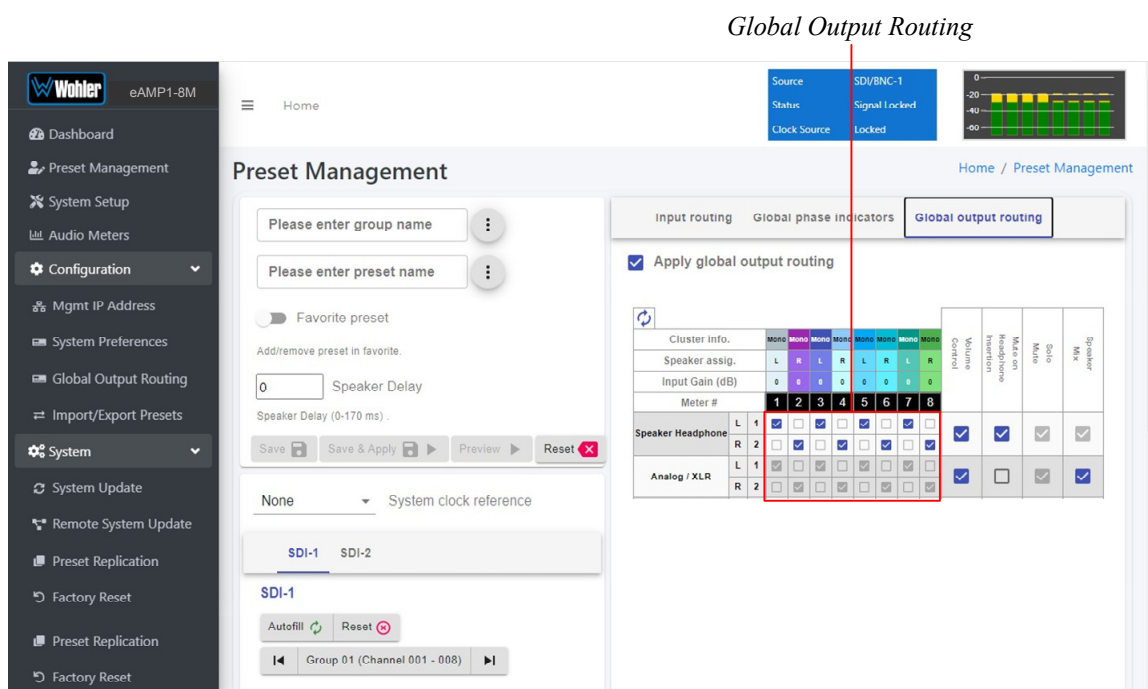 Global Output Routing
Wohler eAMP1-8M
Dashboard
Preset Management
System Setup
Audio Meters
Configuration
Mgmt IP Address
System Preferences
Global Output Routing
Import/Export Presets
System
System Update
Remote System Update
Preset Replication
Factory Reset
Preset Replication
Factory Reset
Home
Source SDI/BNC-1
Status Signal Locked
Clock Source Locked
0
-20
-40
-60
Preset Management
Home / Preset Management
Please enter group name
Please enter preset name
Favorite preset
Add/remove preset in favorite.
0 Speaker Delay
Speaker Delay (0-170 ms) .
Save Save & Apply Preview Reset
None System clock reference
SDI-1 SDI-2
SDI-1
Autofill Reset
Group 01 (Channel 001 - 008)
Input routing Global phase indicators Global output routing
Apply global output routing
Cluster info. Mono Mono Mono Mono Mono Mono Mono Mono
Speaker assig. L R L R L R L R
Input Gain (dB) 0 0 0 0 0 0 0 0
Meter # 1 2 3 4 5 6 7 8
Volume Control
Mute on Headphone Insertion
Solo Mute
Speaker Mix
Speaker Headphone L 1
R 2
Analog / XLR L 1
R 2